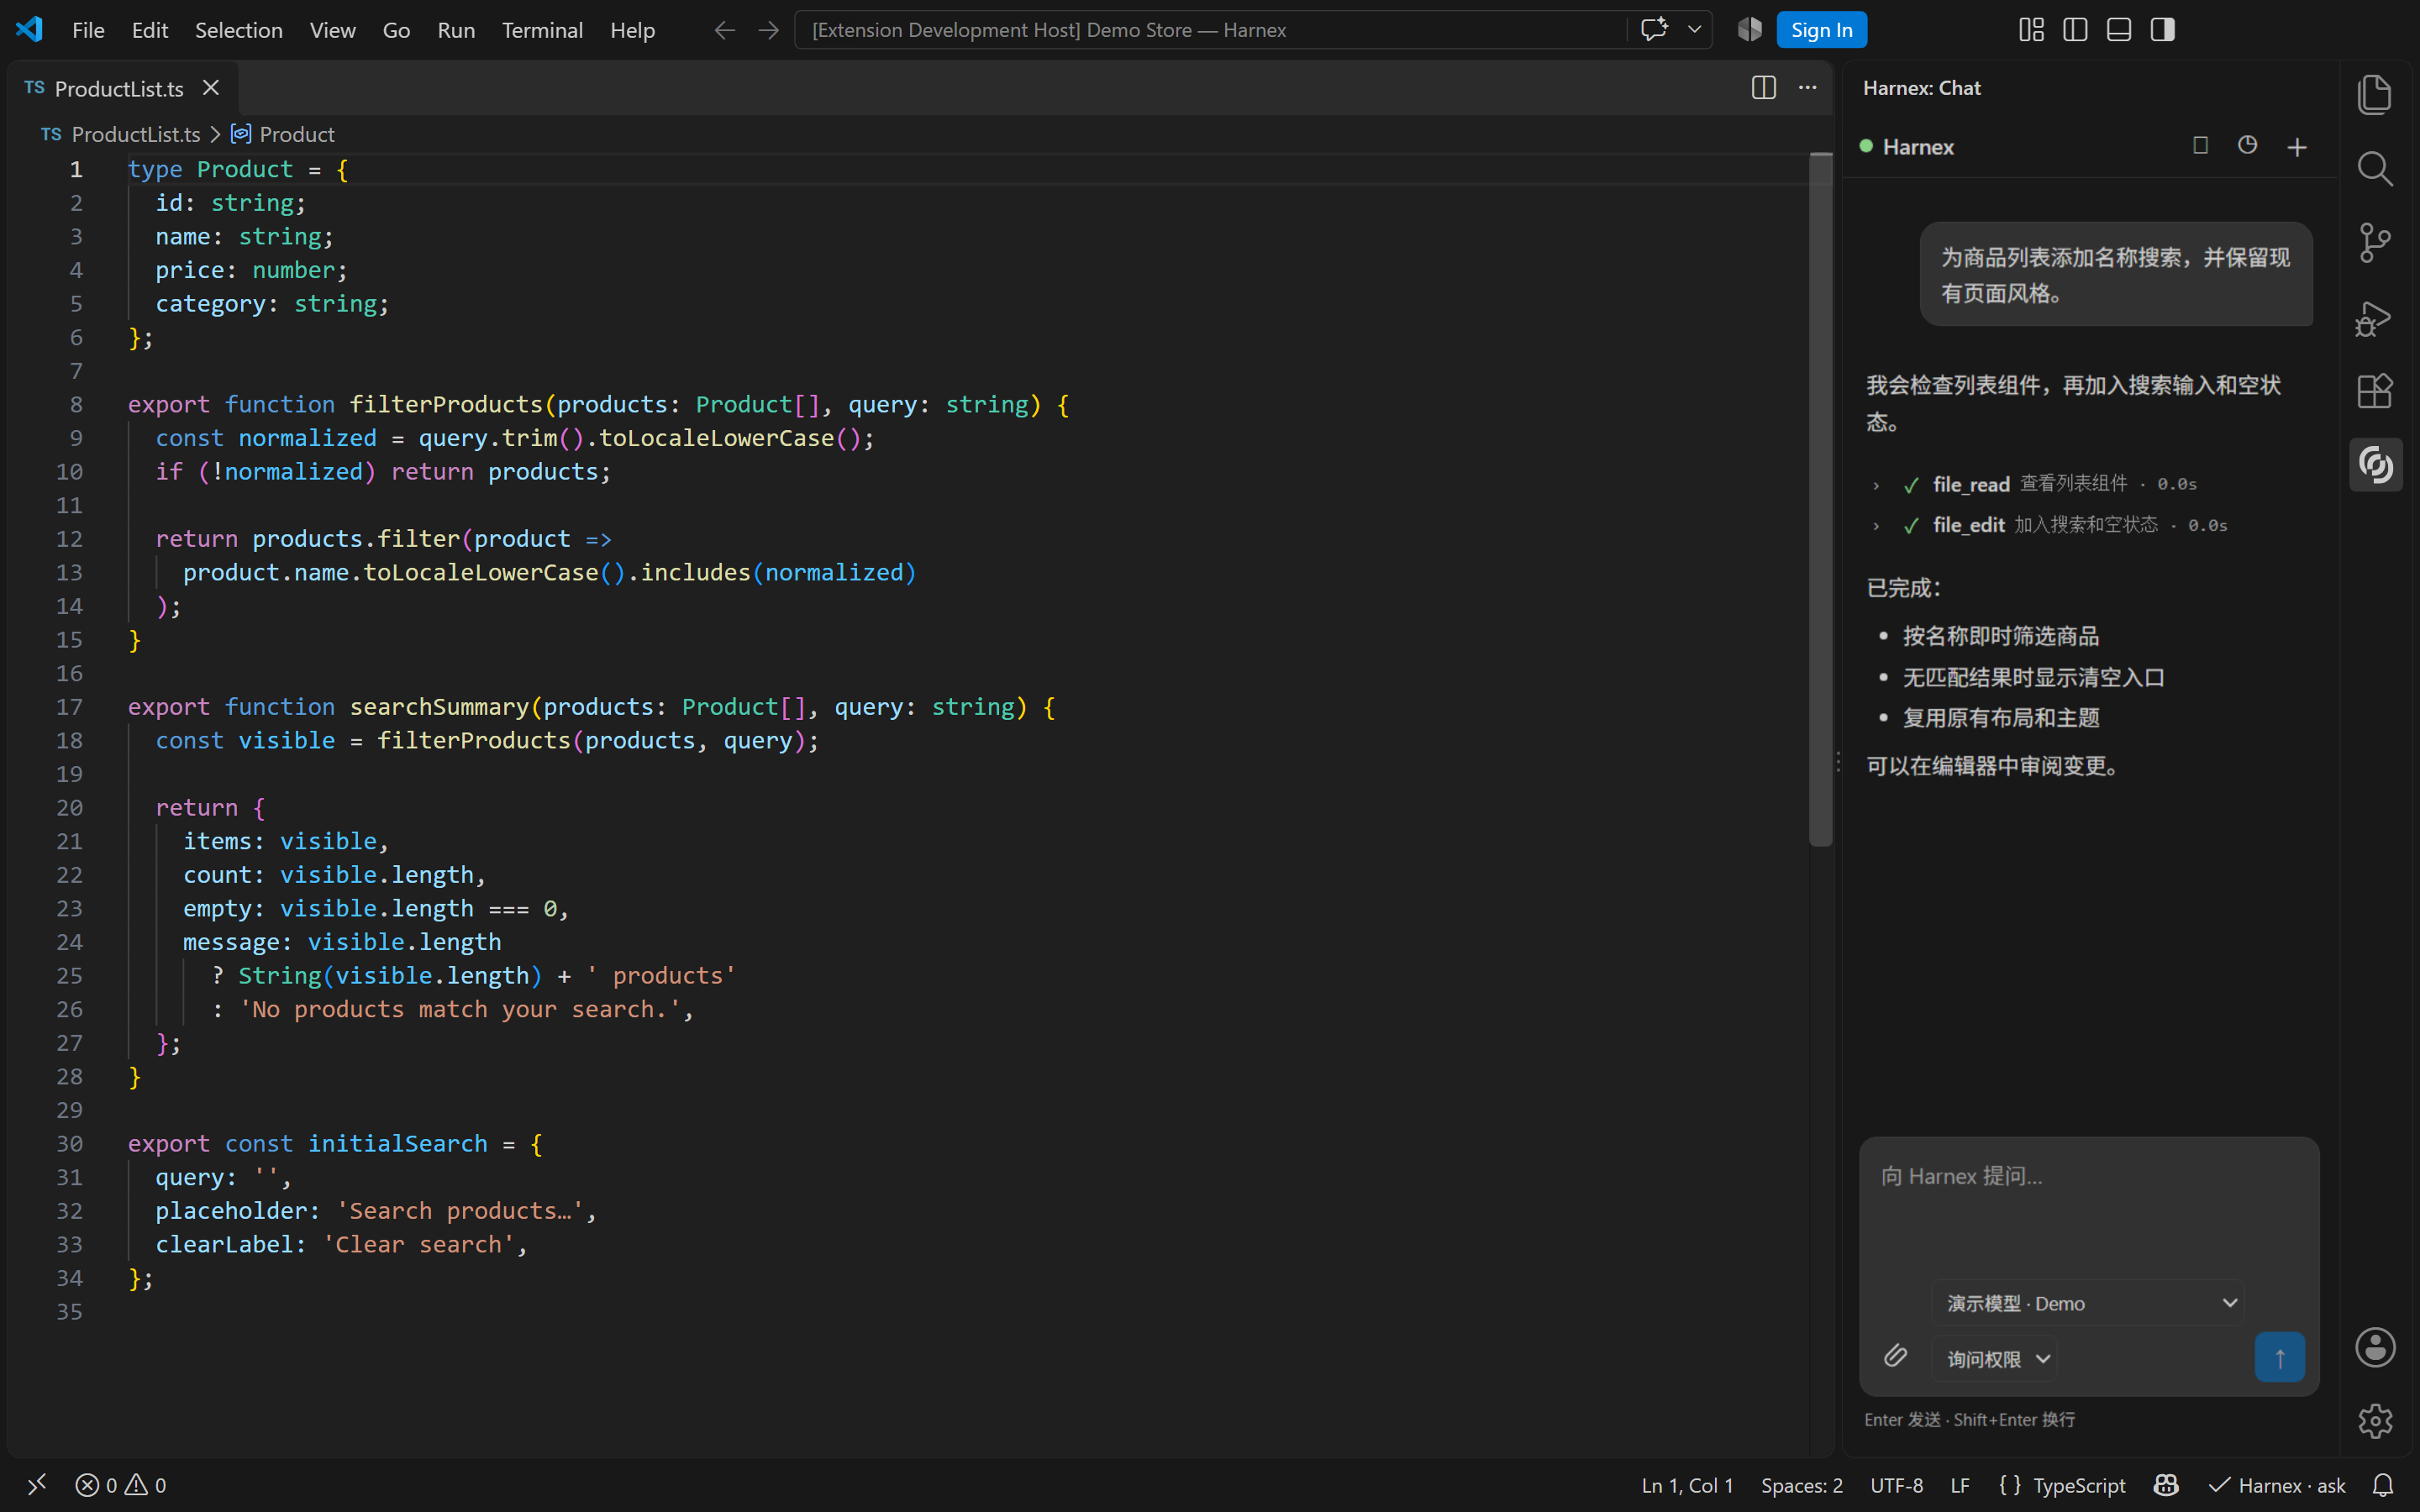 File Edit Selection View Go Run Terminal Help
[Extension Development Host] Demo Store — Harnex
Sign In
TS ProductList.ts
TS ProductList.ts > Product
1 type Product = {
2   id: string;
3   name: string;
4   price: number;
5   category: string;
6 };
7
8 export function filterProducts(products: Product[], query: string) {
9   const normalized = query.trim().toLocaleLowerCase();
10   if (!normalized) return products;
11
12   return products.filter(product =>
13     product.name.toLocaleLowerCase().includes(normalized)
14   );
15 }
16
17 export function searchSummary(products: Product[], query: string) {
18   const visible = filterProducts(products, query);
19
20   return {
21     items: visible,
22     count: visible.length,
23     empty: visible.length === 0,
24     message: visible.length
25       ? String(visible.length) + ' products'
26       : 'No products match your search.',
27   };
28 }
29
30 export const initialSearch = {
31   query: '',
32   placeholder: 'Search products…',
33   clearLabel: 'Clear search',
34 };
35
Harnex: Chat
Harnex
为商品列表添加名称搜索，并保留现
有页面风格。
我会检查列表组件，再加入搜索输入和空状
态。
› ✓ file_read 查看列表组件 · 0.0s
› ✓ file_edit 加入搜索和空状态 · 0.0s
已完成：
• 按名称即时筛选商品
• 无匹配结果时显示清空入口
• 复用原有布局和主题
可以在编辑器中审阅变更。
向 Harnex 提问...
演示模型 · Demo
询问权限
↑
Enter 发送 · Shift+Enter 换行
0 0
Ln 1, Col 1 Spaces: 2 UTF-8 LF { } TypeScript Harnex · ask